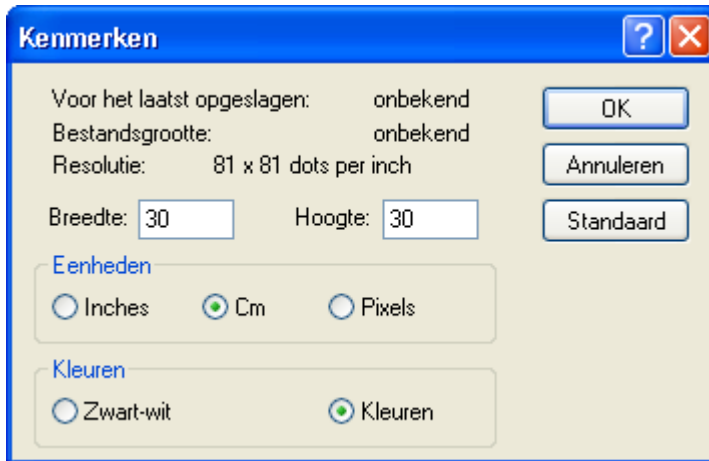 Kenmerken
Voor het laatst opgeslagen: onbekend
Bestandsgrootte: onbekend
Resolutie: 81 x 81 dots per inch
Breedte: 30 Hoogte: 30
OK
Annuleren
Standaard
Eenheden
Inches Cm Pixels
Kleuren
Zwart-wit Kleuren